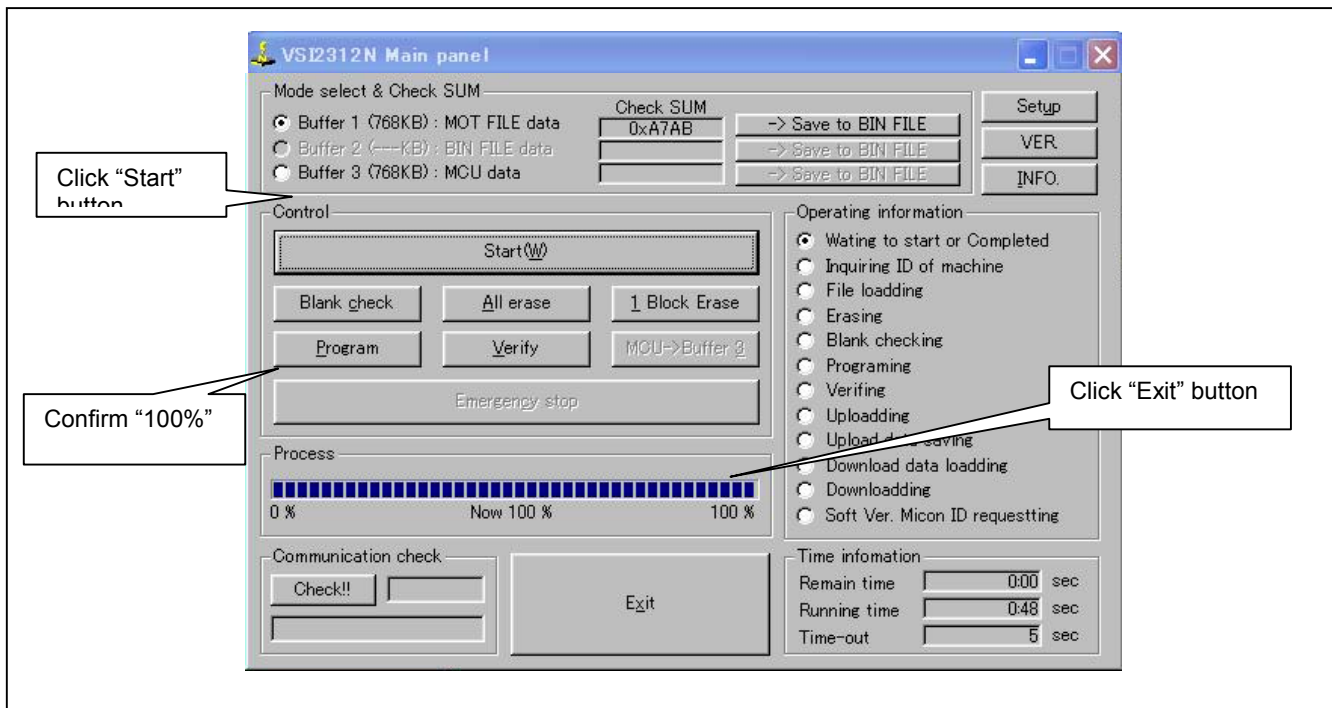 VSI2312N Main panel
Mode select & Check SUM
Check SUM
Buffer 1 (768KB) : MOT FILE data
0xA7AB
-> Save to BIN FILE
Buffer 2 (---KB) : BIN FILE data
-> Save to BIN FILE
Buffer 3 (768KB) : MCU data
-> Save to BIN FILE
Setup
VER.
INFO.
Click “Start”
button
Control
Start(W)
Blank check
All erase
1 Block Erase
Program
Verify
MCU->Buffer 3
Emergency stop
Confirm “100%”
Operating information
Wating to start or Completed
Inquiring ID of machine
File loadding
Erasing
Blank checking
Programing
Verifing
Uploadding
Upload data saving
Download data loadding
Downloadding
Soft Ver. Micon ID requestting
Click “Exit” button
Process
0 %
Now 100 %
100 %
Communication check
Check!!
Exit
Time infomation
Remain time 0:00 sec
Running time 0:48 sec
Time-out 5 sec